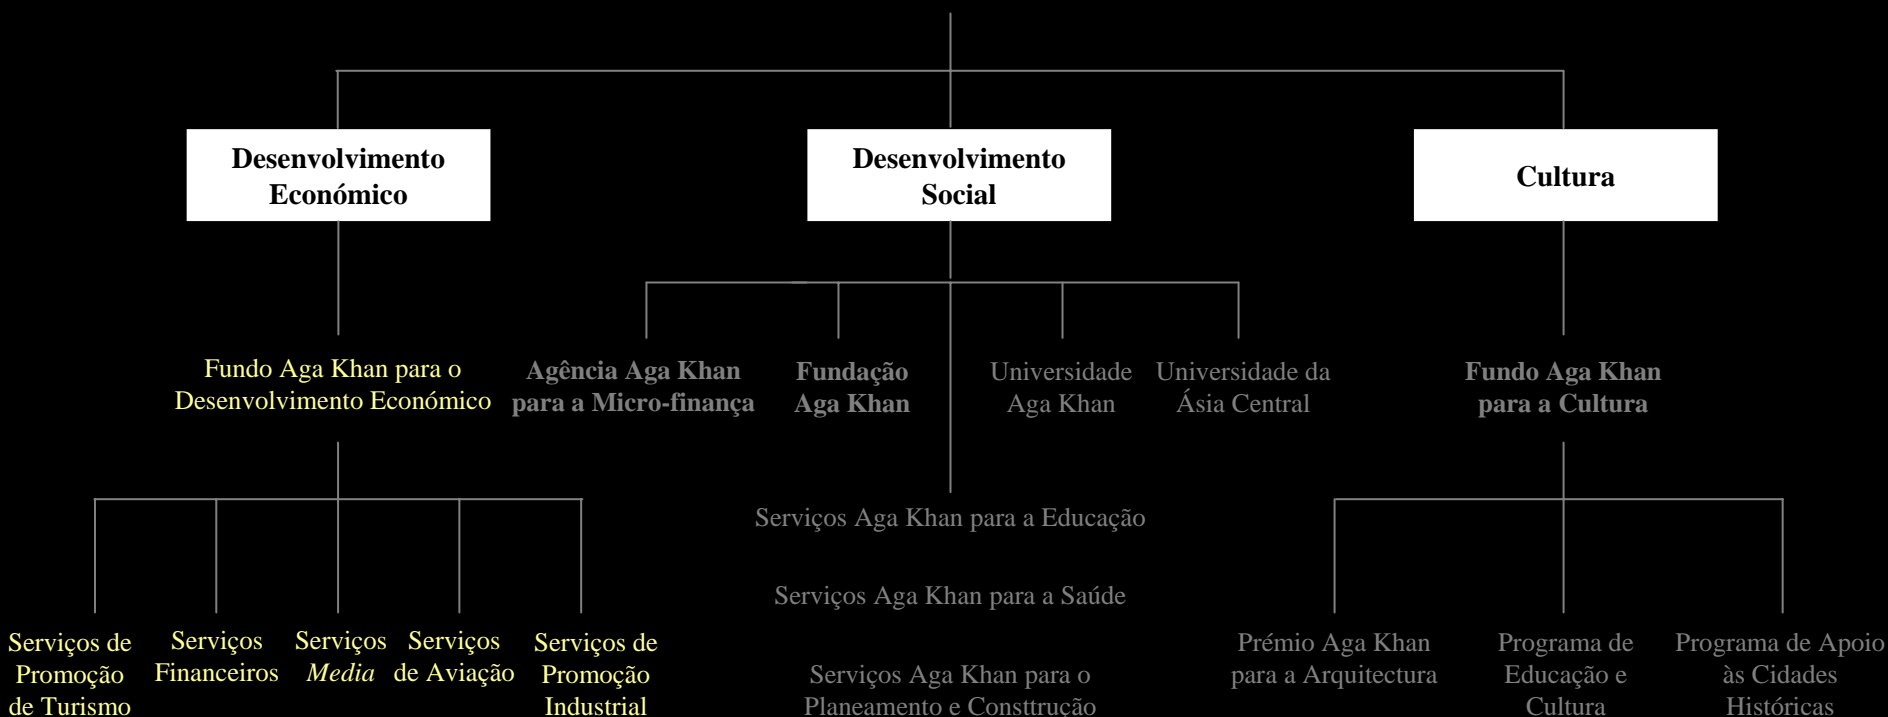 Desenvolvimento
Económico
Desenvolvimento
Social
Cultura
Fundo Aga Khan para o
Desenvolvimento Económico
Agência Aga Khan
para a Micro-finança
Fundação
Aga Khan
Universidade
Aga Khan
Universidade da
Ásia Central
Fundo Aga Khan
para a Cultura
Serviços Aga Khan para a Educação
Serviços Aga Khan para a Saúde
Serviços Aga Khan para o
Planeamento e Consttrução
Serviços de
Promoção
de Turismo
Serviços
Financeiros
Serviços
Media
Serviços
de Aviação
Serviços de
Promoção
Industrial
Prémio Aga Khan
para a Arquitectura
Programa de
Educação e
Cultura
Programa de Apoio
às Cidades
Históricas